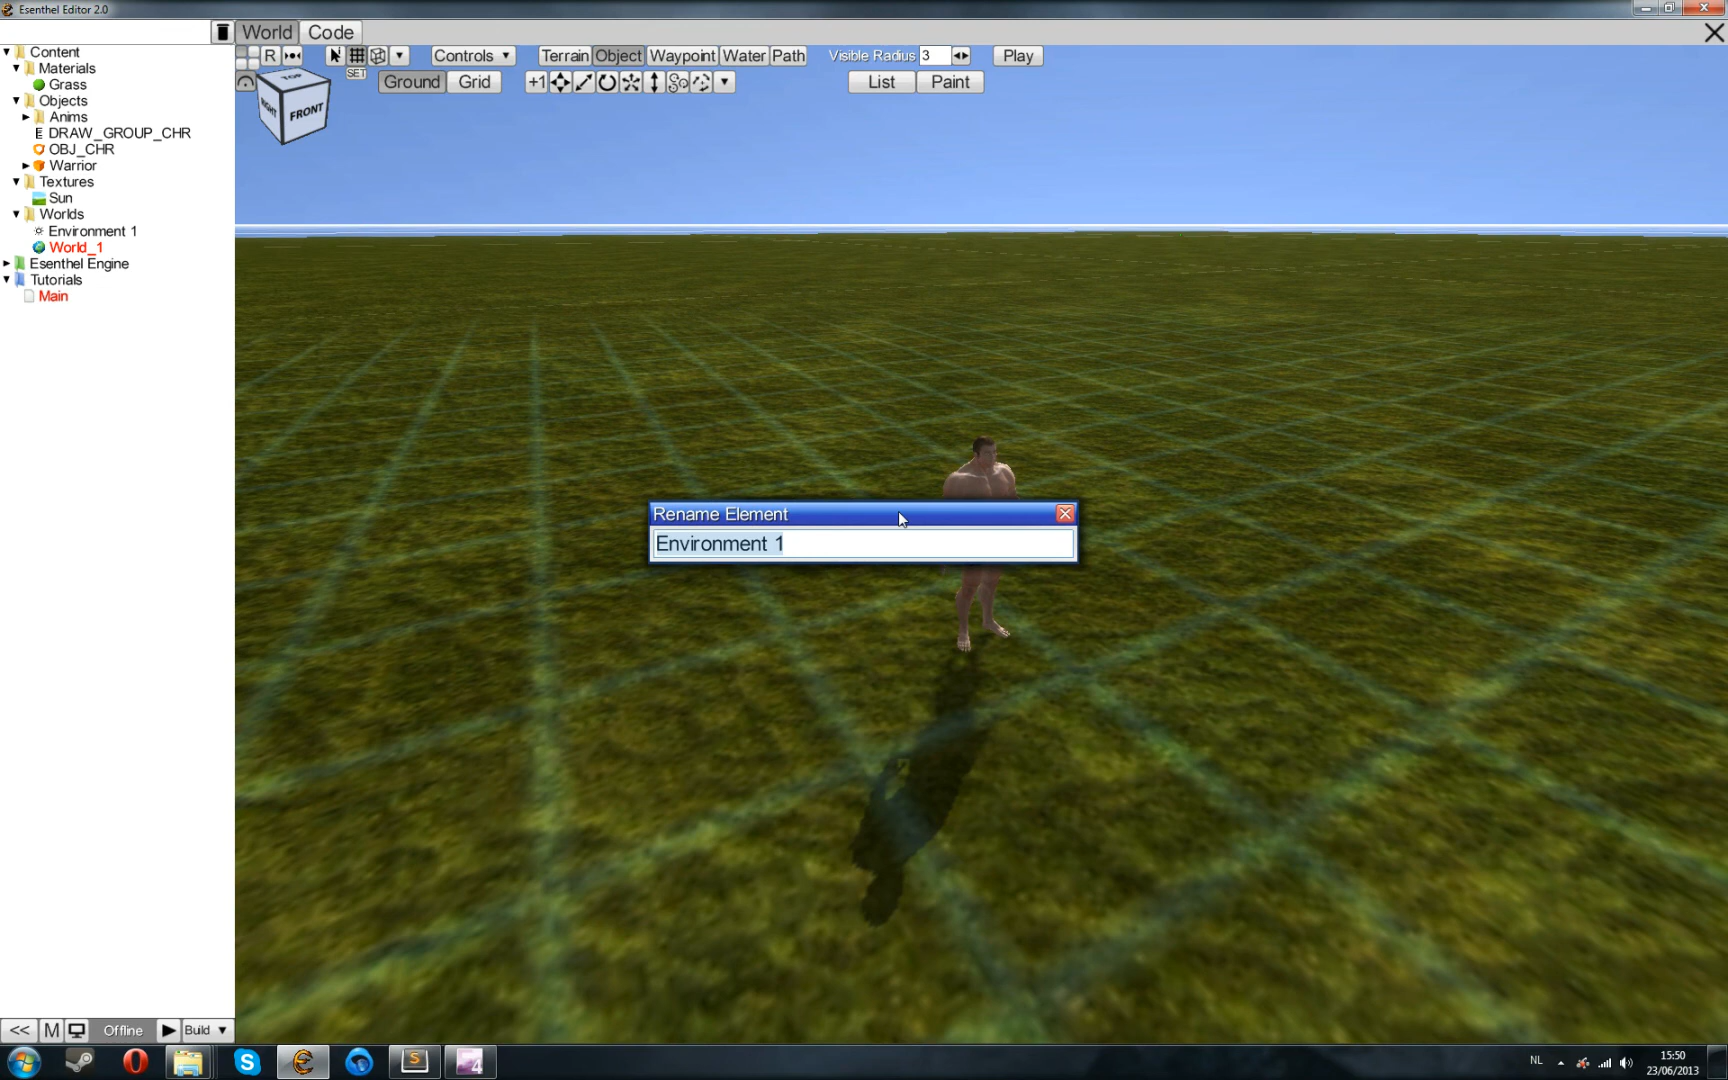 Esenthel Editor 2.0
World Code
R Controls Terrain Object Waypoint Water Path Visible Radius 3 Play
SET
Ground Grid +1 List Paint
TOP
RIGHT FRONT
Content
Materials
Grass
Objects
Anims
E DRAW_GROUP_CHR
OBJ_CHR
Warrior
Textures
Sun
Worlds
Environment 1
World_1
Esenthel Engine
Tutorials
Main
Rename Element
Environment 1
<< M Offline Build
NL
15:50
23/06/2013